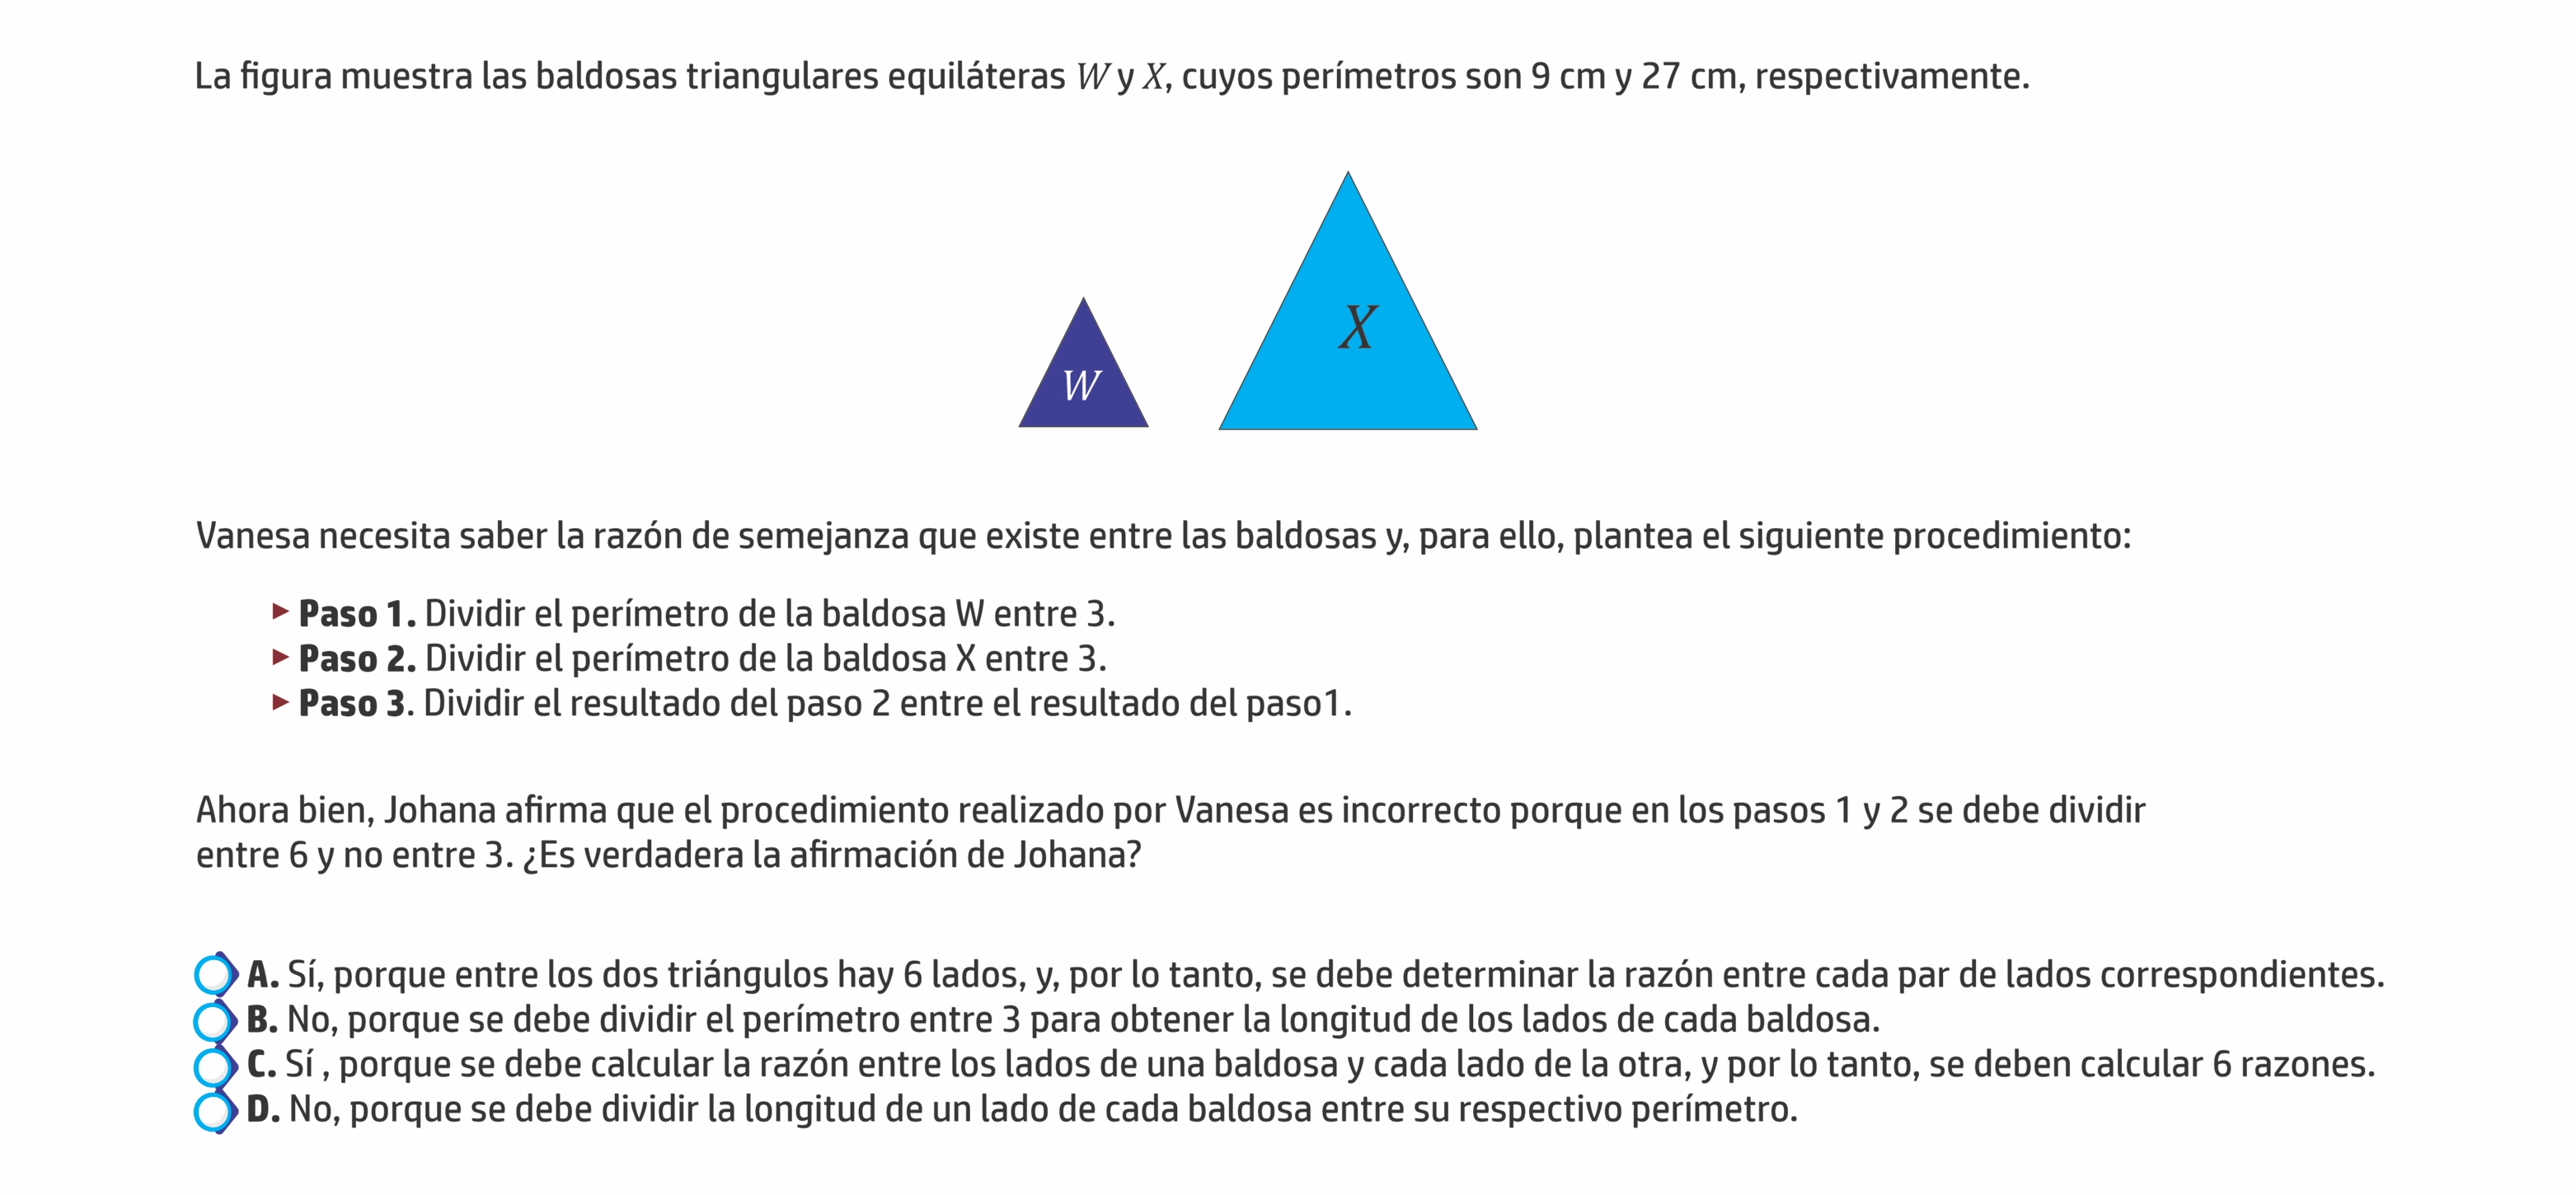 La figura muestra las baldosas triangulares equiláteras W y X, cuyos perímetros son 9 cm y 27 cm, respectivamente.
W
X
Vanesa necesita saber la razón de semejanza que existe entre las baldosas y, para ello, plantea el siguiente procedimiento:
▶ Paso 1. Dividir el perímetro de la baldosa W entre 3.
▶ Paso 2. Dividir el perímetro de la baldosa X entre 3.
▶ Paso 3. Dividir el resultado del paso 2 entre el resultado del paso1.
Ahora bien, Johana afirma que el procedimiento realizado por Vanesa es incorrecto porque en los pasos 1 y 2 se debe dividir
entre 6 y no entre 3. ¿Es verdadera la afirmación de Johana?
A. Sí, porque entre los dos triángulos hay 6 lados, y, por lo tanto, se debe determinar la razón entre cada par de lados correspondientes.
B. No, porque se debe dividir el perímetro entre 3 para obtener la longitud de los lados de cada baldosa.
C. Sí , porque se debe calcular la razón entre los lados de una baldosa y cada lado de la otra, y por lo tanto, se deben calcular 6 razones.
D. No, porque se debe dividir la longitud de un lado de cada baldosa entre su respectivo perímetro.